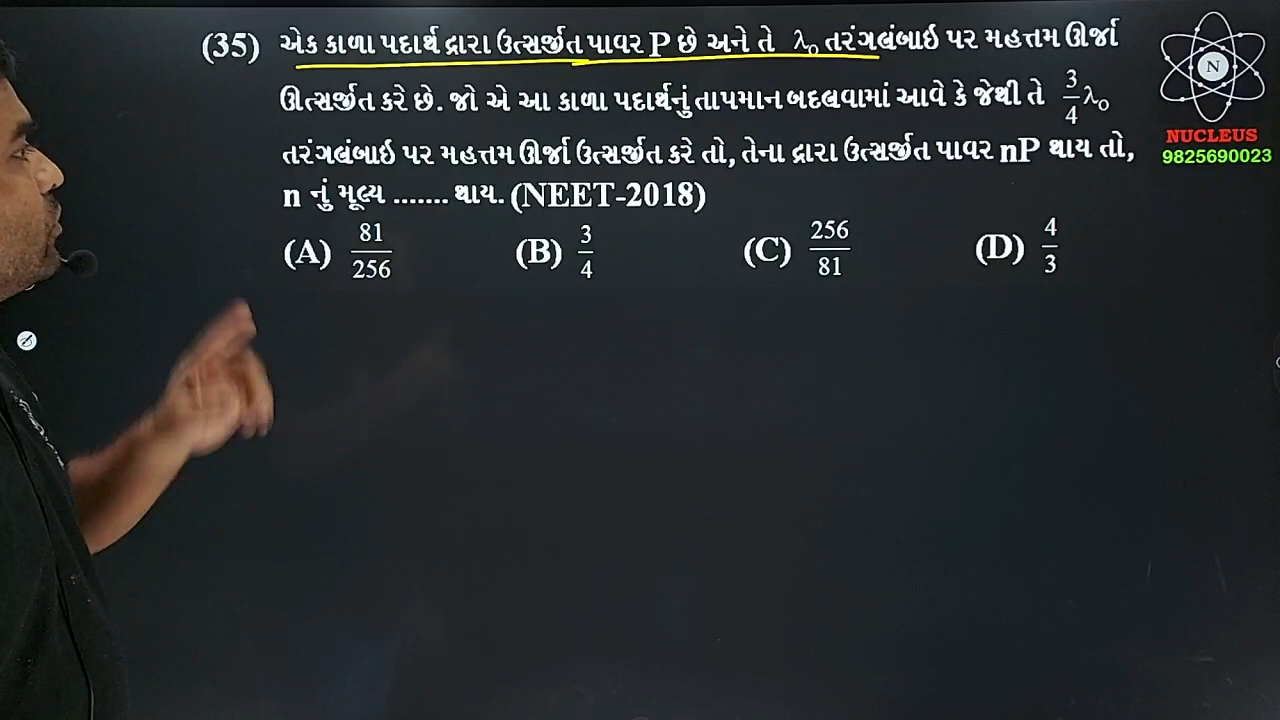 (35) એક કાળા પદાર્થ દ્વારા ઉત્સર્જીત પાવર P છે અને તે λ₀ તરંગલંબાઇ પર મહત્તમ ઊર્જા
ઊત્સર્જીત કરે છે. જો એ આ કાળા પદાર્થનું તાપમાન બદલવામાં આવે કે જેથી તે 3/4 λ₀
તરંગલંબાઇ પર મહત્તમ ઊર્જા ઉત્સર્જીત કરે તો, તેના દ્વારા ઉત્સર્જીત પાવર nP થાય તો,
n નું મૂલ્ય ....... થાય. (NEET-2018)
(A) 81/256 (B) 3/4 (C) 256/81 (D) 4/3
N
NUCLEUS
9825690023